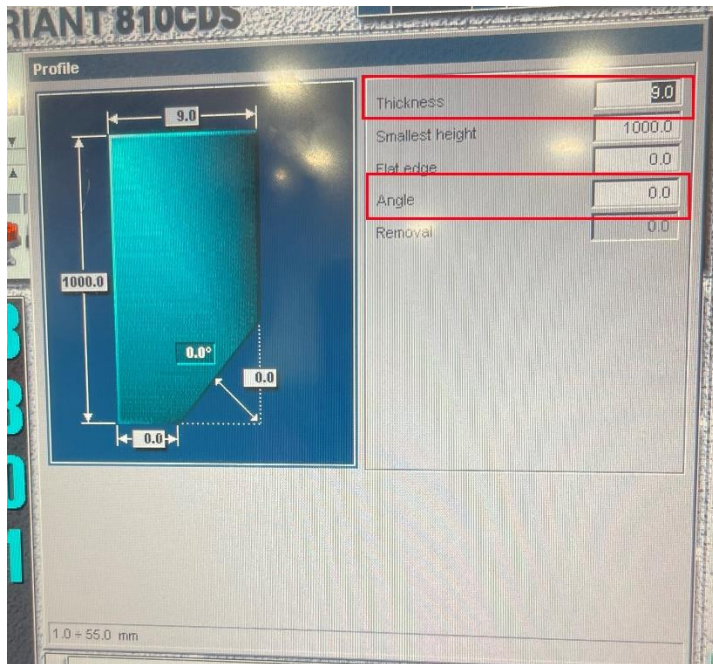 RIANT 810CDS
Profile
Thickness 9.0
Smallest height 1000.0
Flat edge 0.0
Angle 0.0
Removal 0.0
9.0
1000.0
0.0°
0.0
0.0
1.0 ÷ 55.0 mm